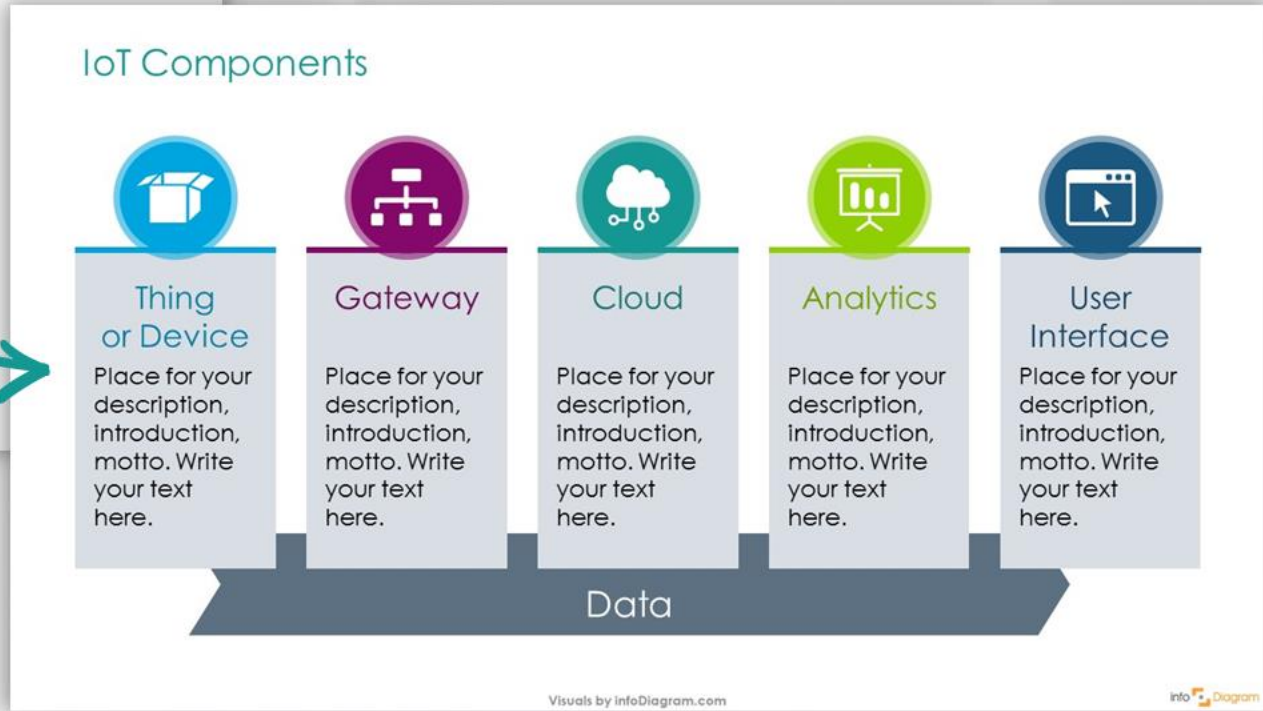 IoT Components
Thing
or Device
Place for your
description,
introduction,
motto. Write
your text
here.
Gateway
Place for your
description,
introduction,
motto. Write
your text
here.
Cloud
Place for your
description,
introduction,
motto. Write
your text
here.
Analytics
Place for your
description,
introduction,
motto. Write
your text
here.
User
Interface
Place for your
description,
introduction,
motto. Write
your text
here.
Data
Visuals by infoDiagram.com
info Diagram